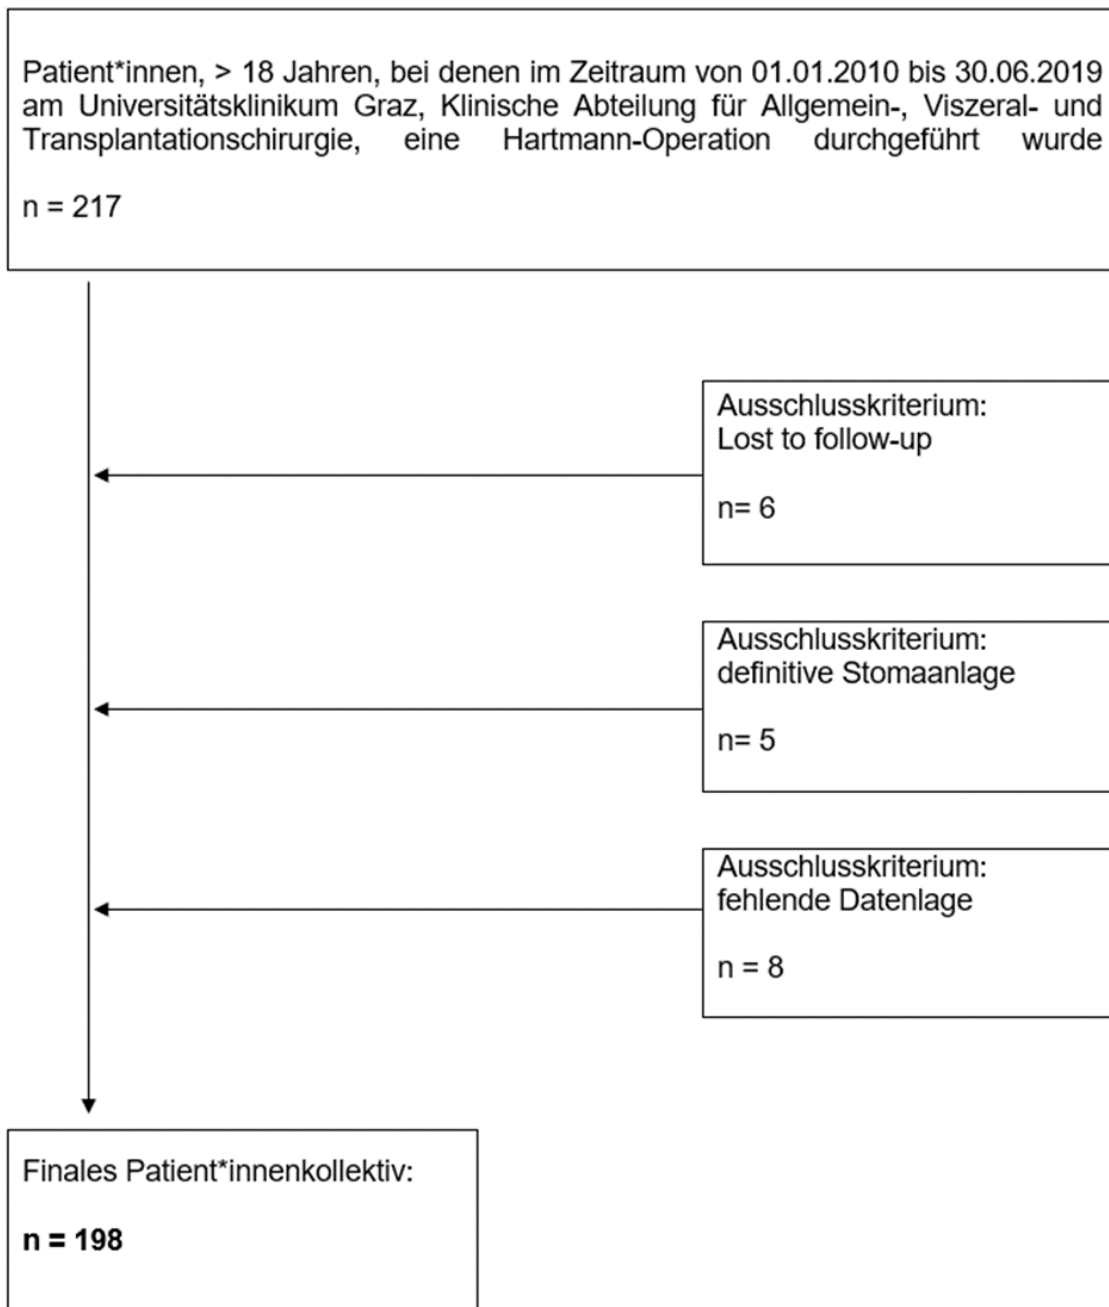 Patient*innen, > 18 Jahren, bei denen im Zeitraum von 01.01.2010 bis 30.06.2019
am Universitätsklinikum Graz, Klinische Abteilung für Allgemein-, Viszeral- und
Transplantationschirurgie, eine Hartmann-Operation durchgeführt wurde
n = 217
Ausschlusskriterium:
Lost to follow-up
n= 6
Ausschlusskriterium:
definitive Stomaanlage
n= 5
Ausschlusskriterium:
fehlende Datenlage
n = 8
Finales Patient*innenkollektiv:
n = 198